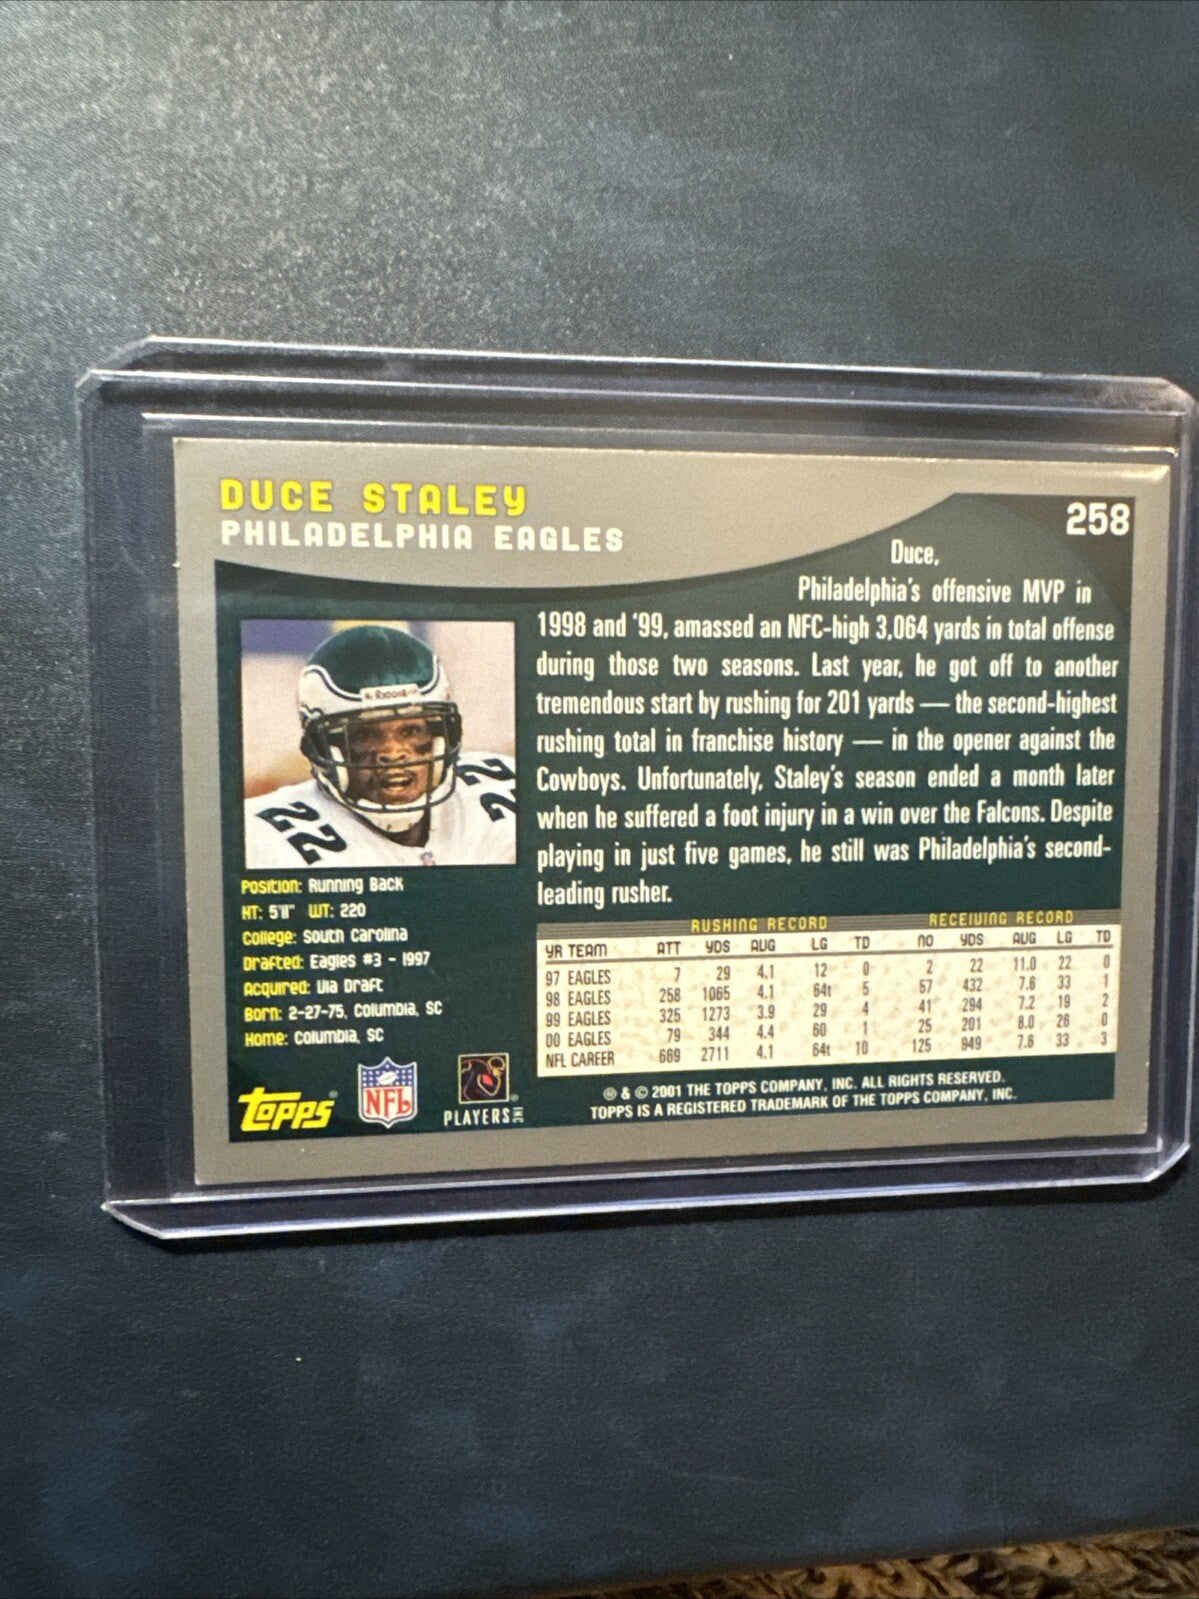 DUCE STALEY
PHILADELPHIA EAGLES
258
Duce,
Philadelphia's offensive MVP in
1998 and '99, amassed an NFC-high 3,064 yards in total offense
during those two seasons. Last year, he got off to another
tremendous start by rushing for 201 yards — the second-highest
rushing total in franchise history — in the opener against the
Cowboys. Unfortunately, Staley's season ended a month later
when he suffered a foot injury in a win over the Falcons. Despite
playing in just five games, he still was Philadelphia's second-
leading rusher.
RIDDELL
22
22
Position: Running Back
HT: 5'11" WT: 220
College: South Carolina
Drafted: Eagles #3 - 1997
Acquired: Via Draft
Born: 2-27-75, Columbia, SC
Home: Columbia, SC
RUSHING RECORD RECEIVING RECORD
YR TEAM ATT YDS AVG LG TD NO YDS AVG LG TD
97 EAGLES 7 29 4.1 12 0 2 22 11.0 22 0
98 EAGLES 258 1065 4.1 64t 5 57 432 7.6 33 1
99 EAGLES 325 1273 3.9 29 4 41 294 7.2 19 2
00 EAGLES 79 344 4.4 60 1 25 201 8.0 26 0
NFL CAREER 669 2711 4.1 64t 10 125 949 7.6 33 3
topps®
NFL
PLAYERS INC
® & © 2001 THE TOPPS COMPANY, INC. ALL RIGHTS RESERVED.
TOPPS IS A REGISTERED TRADEMARK OF THE TOPPS COMPANY, INC.